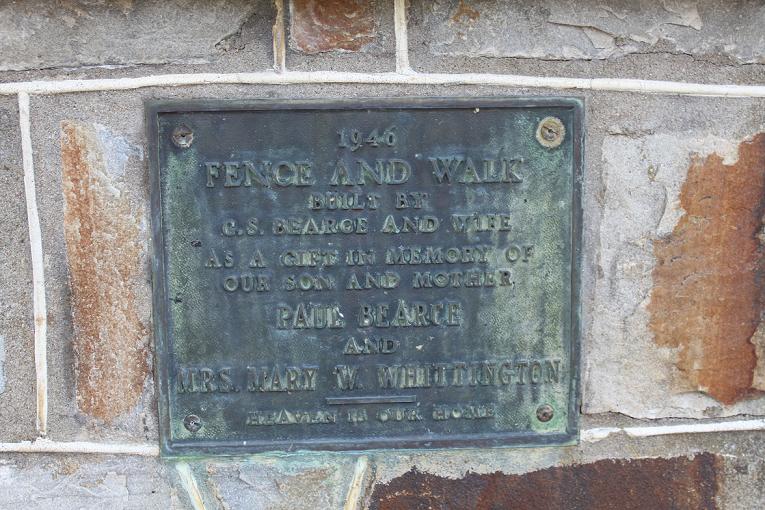 1946
FENCE AND WALK
BUILT BY
G.S. BEARCE AND WIFE
AS A GIFT IN MEMORY OF
OUR SON AND MOTHER
PAUL BEARCE
AND
MRS. MARY W. WHITTINGTON
HEAVEN IS OUR HOME